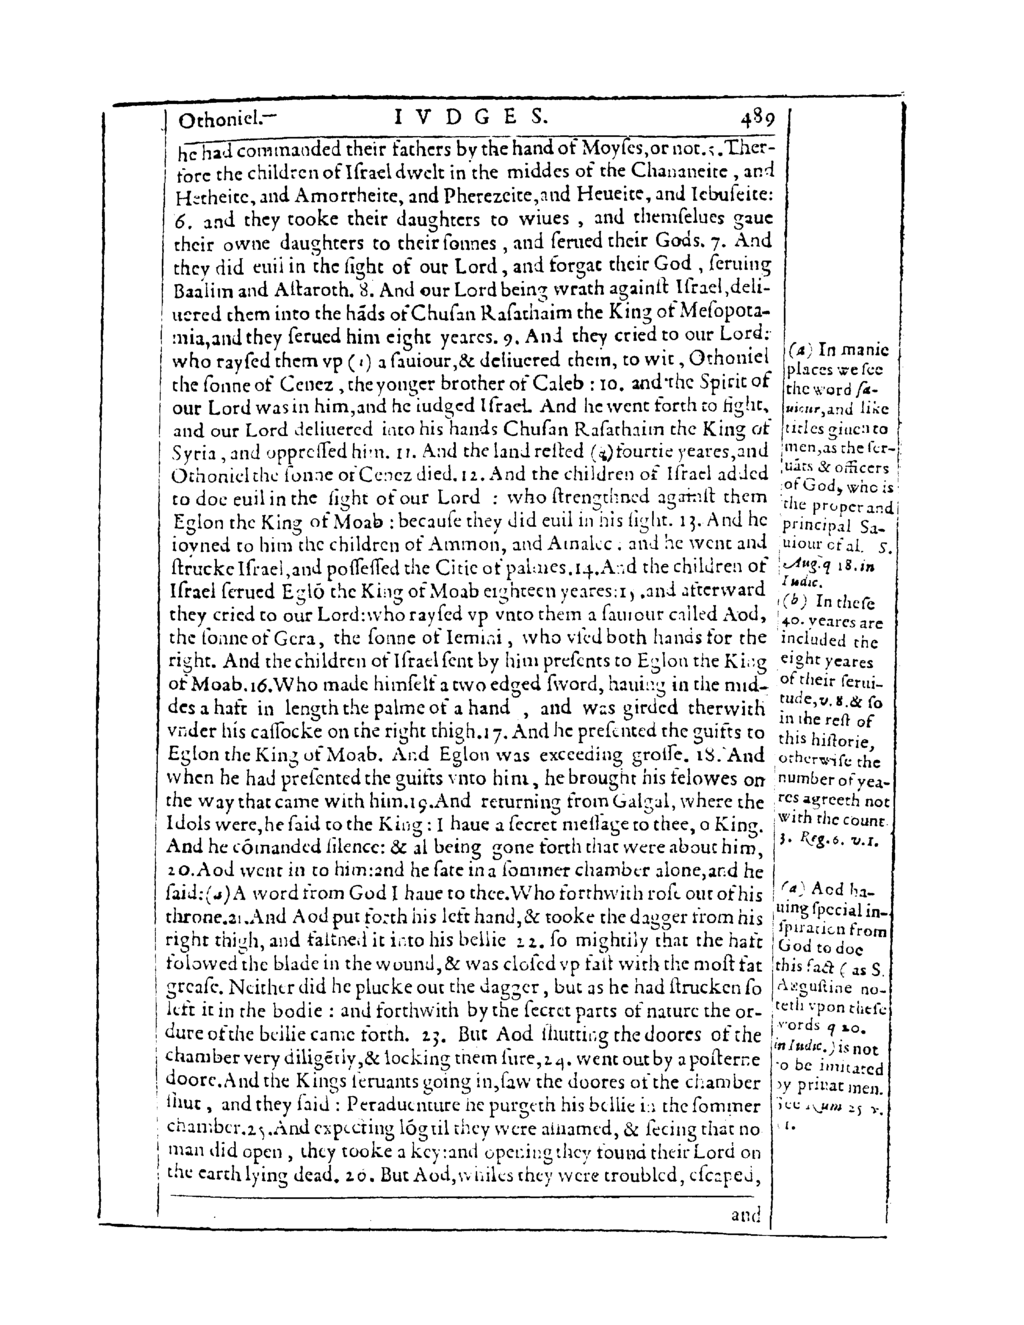 Othoniel.
IVDGES.
489
he had commanded their fathers by the hand of Moyſes,or not.5.Ther-
fore the children of Iſrael dwelt in the middes of the Chananeite , and
Hetheite, and Amorrheite, and Pherezeite,and Heueite, and Iebuſeite:
6. and they tooke their daughters to wiues , and themſelues gaue
their owne daughters to their ſonnes , and ſerued their Gods. 7. And
they did euil in the ſight of our Lord , and forgat their God , ſeruing
Baalim and Aſtaroth. 8. And our Lord being wrath againſt Iſrael,deli-
uered them into the hāds of Chuſan Raſathaim the King of Meſopota-
mia,and they ſerued him eight yeares. 9. And they cried to our Lord:
who rayſed them vp (a) a ſauiour,& deliuered them, to wit, Othoniel
the ſonne of Cenez , the yonger brother of Caleb : 10. and the Spirit of
our Lord was in him,and he iudged Iſrael. And he went forth to fight,
and our Lord deliuered into his hands Chuſan Raſathaim the King of
Syria , and oppreſſed him. 11. And the land reſted (b) fourtie yeares,and
Othoniel the ſonne of Cenez died. 12. And the children of Iſrael added
to doe euil in the ſight of our Lord : who ſtrengthned againſt them
Eglon the King of Moab : becauſe they did euil in his ſight. 13. And he
ioyned to him the children of Ammon, and Amalec : and he went and
ſtrucke Iſrael,and poſſeſſed the Citie of palmes.14.And the children of
Iſrael ſerued Eglō the King of Moab eighteen yeares:15.and afterward
they cried to our Lord:who rayſed vp vnto them a ſauiour called Aod,
the ſonne of Gera, the ſonne of Iemini , who vſed both hands for the
right. And the children of Iſrael ſent by him preſents to Eglon the King
of Moab.16.Who made himſelf a two edged ſword, hauing in the mid-
des a haft in length the palme of a hand , and was girded therwith
vnder his caſſocke on the right thigh.17. And he preſented the guifts to
Eglon the King of Moab. And Eglon was exceeding groſſe. 18. And
when he had preſented the guifts vnto him, he brought his felowes on
the way that came with him.19.And returning from Galgal, where the
Idols were,he ſaid to the King: I haue a ſecret meſſage to thee, o King.
And he cōmanded ſilence: & al being gone forth that were about him,
20.Aod went in to him:and he ſate in a ſommer chamber alone,and he
ſaid:(a)A word from God I haue to thee.Who forthwith roſe out of his
throne.21.And Aod put forth his left hand,& tooke the dagger from his
right thigh, and faſtned it into his bellie 22. ſo mightily that the haft
folowed the blade in the wound,& was cloſed vp faſt with the moſt fat
greaſe. Neither did he plucke out the dagger, but as he had ſtrucken ſo
left it in the bodie : and forthwith by the ſecret parts of nature the or-
dure of the bellie came forth. 23. But Aod ſhutting the doores of the
chamber very diligētly,& locking them ſure,24. went out by a poſterne
doore.And the Kings ſeruants going in,ſaw the doores of the chamber
ſhut , and they ſaid : Peraduenture he purgeth his bellie in the ſommer
chamber.25.And expecting lōg til they were aſhamed, & ſeeing that no
man did open , they tooke a key:and opening they found their Lord on
the earth lying dead. 26. But Aod,whiles they were troubled, eſcaped,
and
(a) In manie
places we ſee
the word ſa-
uiour,and like
titles giuen to
men,as the ſer-
uāts & officers
of God, who is
the proper and
principal Sa-
uiour of al. S.
Aug.q 18.in
Iudic.
(b) In theſe
40. yeares are
included the
eight yeares
of their ſerui-
tude,v.8.& ſo
in the reſt of
this hiſtorie,
otherwiſe the
number of yea-
res agreeth not
with the count
3. Reg.6. v.1.
(a) Aod ha-
uing ſpecial in-
ſpiration from
God to doe
this fact ( as S.
Auguſtine no-
teth vpon theſe
words q 20.
in Iudic.) is not
to be imitated
by priuat men.
See Num 25 v.
1.